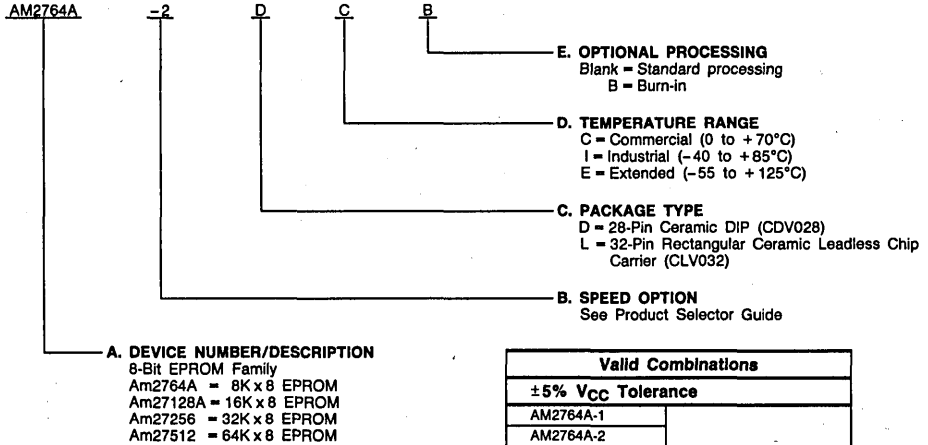 AM2764A -2 D C B
E. OPTIONAL PROCESSING
Blank = Standard processing
B = Burn-in
D. TEMPERATURE RANGE
C = Commercial (0 to +70°C)
I = Industrial (-40 to +85°C)
E = Extended (-55 to +125°C)
C. PACKAGE TYPE
D = 28-Pin Ceramic DIP (CDV028)
L = 32-Pin Rectangular Ceramic Leadless Chip
Carrier (CLV032)
B. SPEED OPTION
See Product Selector Guide
A. DEVICE NUMBER/DESCRIPTION
8-Bit EPROM Family
Am2764A = 8K x 8 EPROM
Am27128A = 16K x 8 EPROM
Am27256 = 32K x 8 EPROM
Am27512 = 64K x 8 EPROM
Valid Combinations
±5% VCC Tolerance
AM2764A-1
AM2764A-2